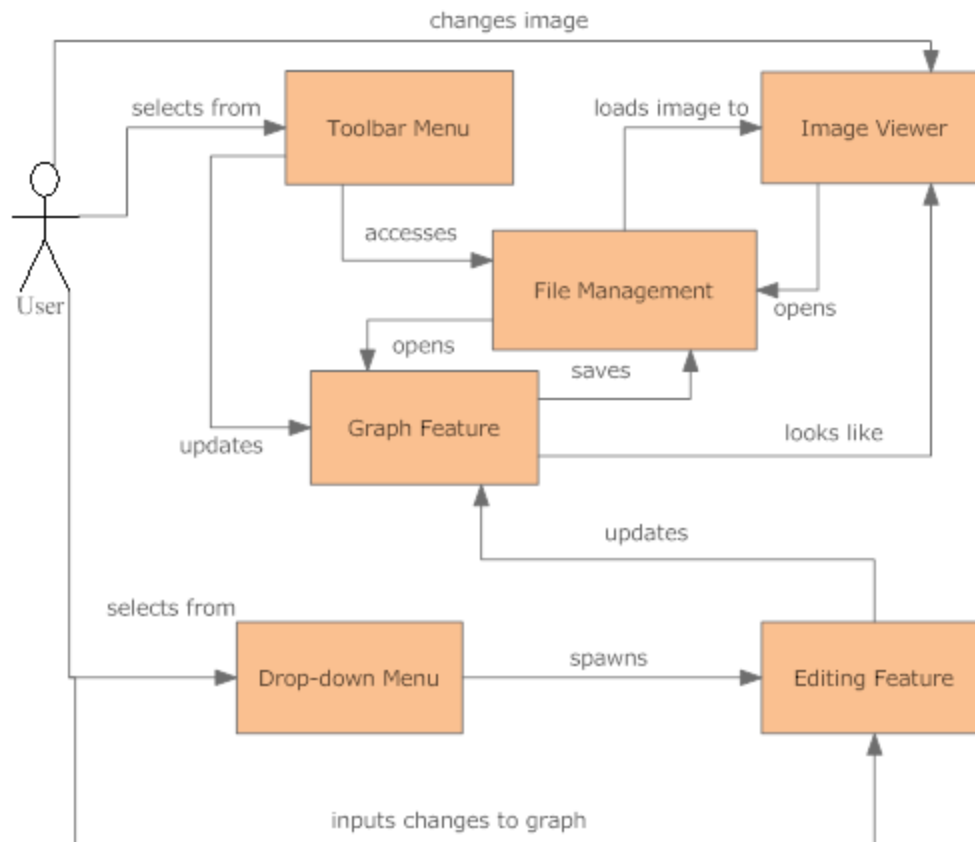 changes image
selects from
Toolbar Menu
loads image to
Image Viewer
accesses
User
File Management
opens
opens
saves
Graph Feature
looks like
updates
updates
selects from
Drop-down Menu
spawns
Editing Feature
inputs changes to graph